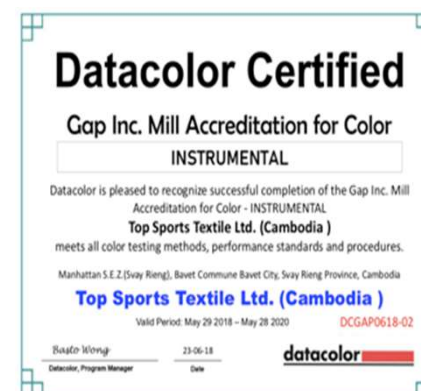 Datacolor Certified
Gap Inc. Mill Accreditation for Color
INSTRUMENTAL
Datacolor is pleased to recognize successful completion of the Gap Inc. Mill
Accreditation for Color - INSTRUMENTAL
Top Sports Textile Ltd. (Cambodia )
meets all color testing methods, performance standards and procedures.
Manhattan S.E.Z.(Svay Rieng), Bavet Commune Bavet City, Svay Rieng Province, Cambodia
Top Sports Textile Ltd. (Cambodia )
Valid Period: May 29 2018 – May 28 2020 DCGAP0618-02
Basto Wong 23-06-18
Datacolor, Program Manager Date
datacolor